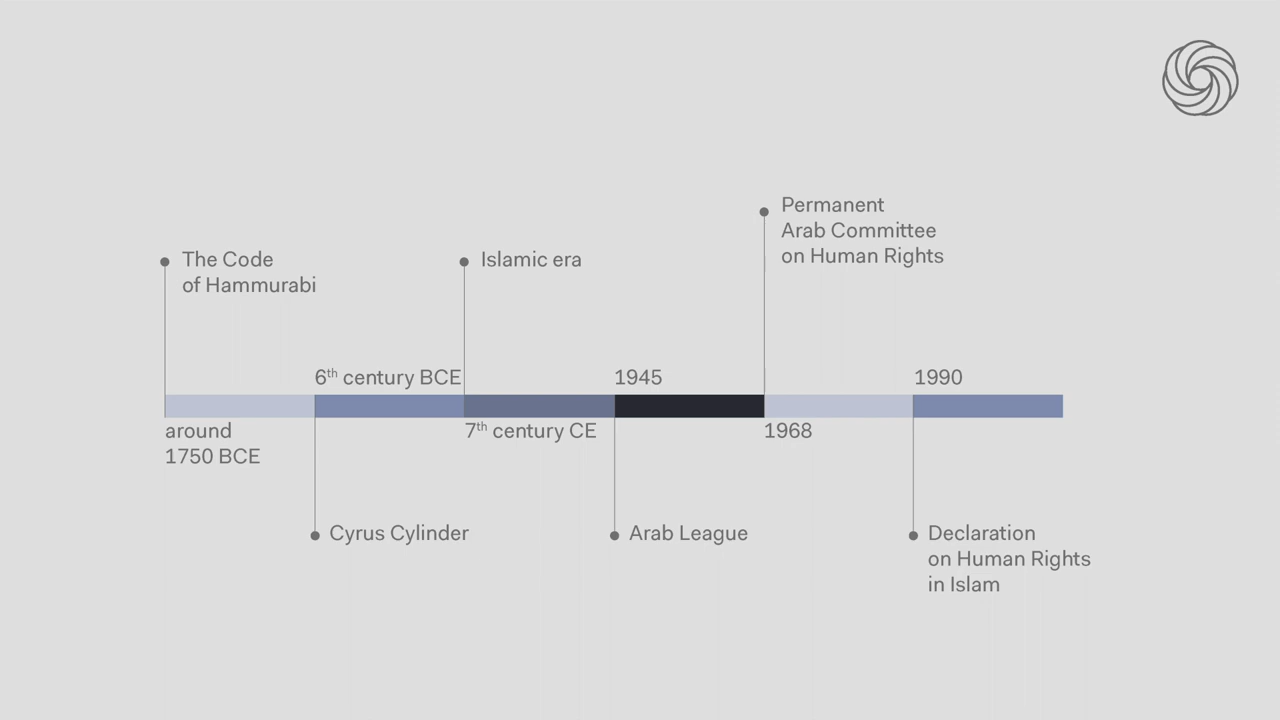 Permanent
Arab Committee
on Human Rights
The Code
of Hammurabi
Islamic era
6th century BCE
1945
1990
around
1750 BCE
7th century CE
1968
Cyrus Cylinder
Arab League
Declaration
on Human Rights
in Islam